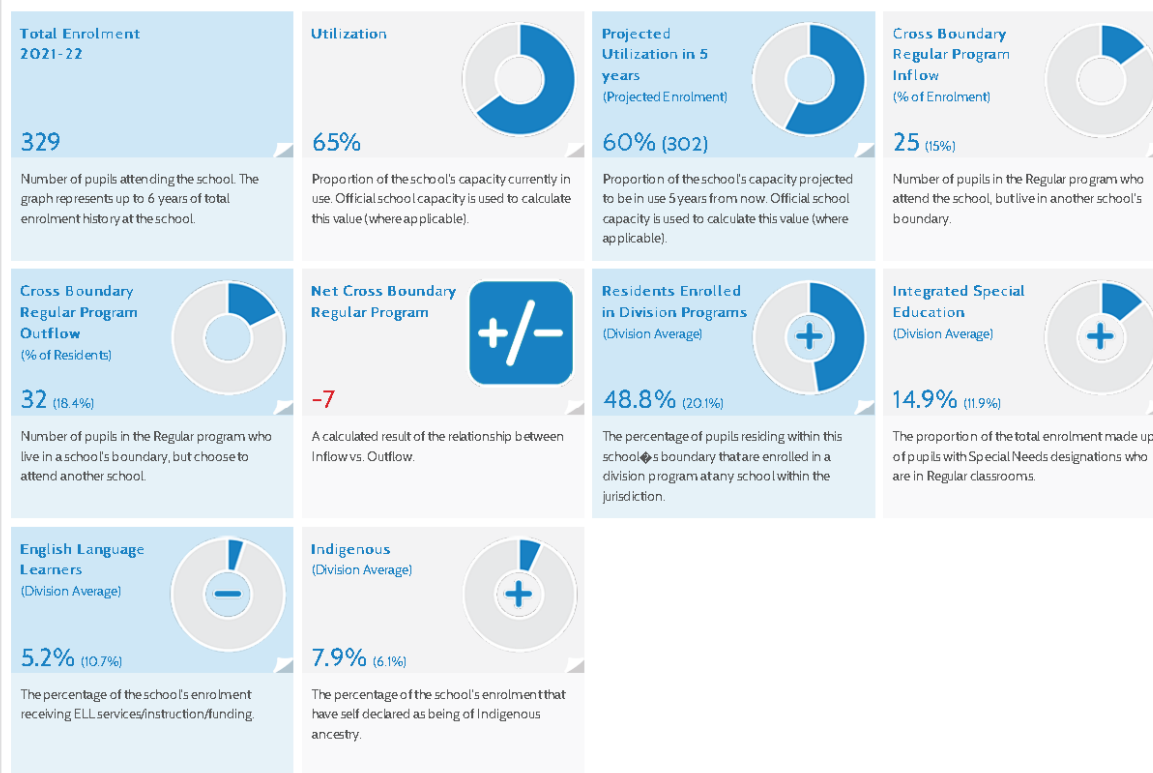 Total Enrolment
2021-22
329
Number of pupils attending the school. The
graph represents up to 6 years of total
enrolment history at the school.
Utilization
65%
Proportion of the school's capacity currently in
use. Official school capacity is used to calculate
this value (where applicable).
Projected
Utilization in 5
years
(Projected Enrolment)
60% (302)
Proportion of the school's capacity projected
to be in use 5 years from now. Official school
capacity is used to calculate this value (where
applicable).
Cross Boundary
Regular Program
Inflow
(% of Enrolment)
25 (15%)
Number of pupils in the Regular program who
attend the school, but live in another school's
boundary.
Cross Boundary
Regular Program
Outflow
(% of Residents)
32 (18.4%)
Number of pupils in the Regular program who
live in a school's boundary, but choose to
attend another school.
Net Cross Boundary
Regular Program
+/-
-7
A calculated result of the relationship between
Inflow vs. Outflow.
Residents Enrolled
in Division Programs
(Division Average)
+
48.8% (20.1%)
The percentage of pupils residing within this
school�s boundary that are enrolled in a
division program at any school within the
jurisdiction.
Integrated Special
Education
(Division Average)
+
14.9% (11.9%)
The proportion of the total enrolment made up
of pupils with Special Needs designations who
are in Regular classrooms.
English Language
Learners
(Division Average)
-
5.2% (10.7%)
The percentage of the school's enrolment
receiving ELL services/instruction/funding.
Indigenous
(Division Average)
+
7.9% (6.1%)
The percentage of the school's enrolment that
have self declared as being of Indigenous
ancestry.